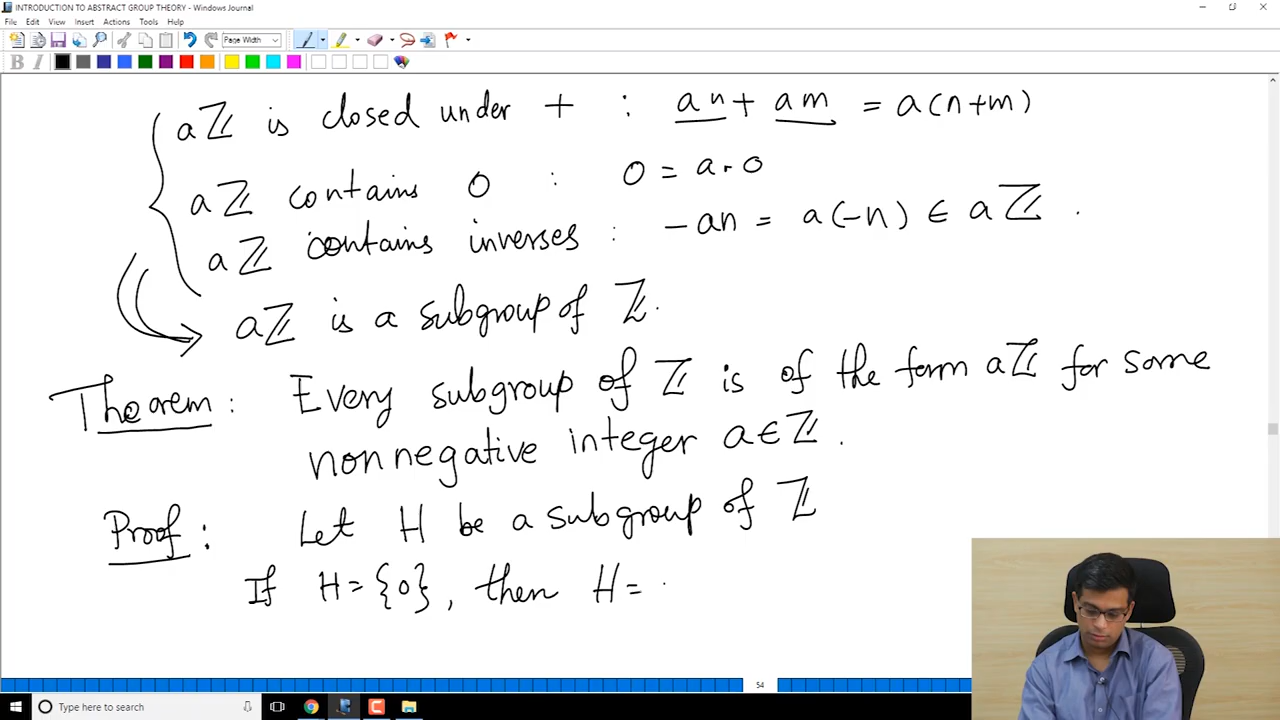 INTRODUCTION TO ABSTRACT GROUP THEORY - Windows Journal
File Edit View Insert Actions Tools Help
Page Width
B I
aℤ is closed under + : an + am = a(n+m)
aℤ contains 0 : 0 = a·0
aℤ contains inverses : -an = a(-n) ∈ aℤ.
aℤ is a subgroup of ℤ.
Theorem: Every subgroup of ℤ is of the form aℤ for some
nonnegative integer a∈ℤ.
Proof: Let H be a subgroup of ℤ
If H = {0}, then H =
54
Type here to search